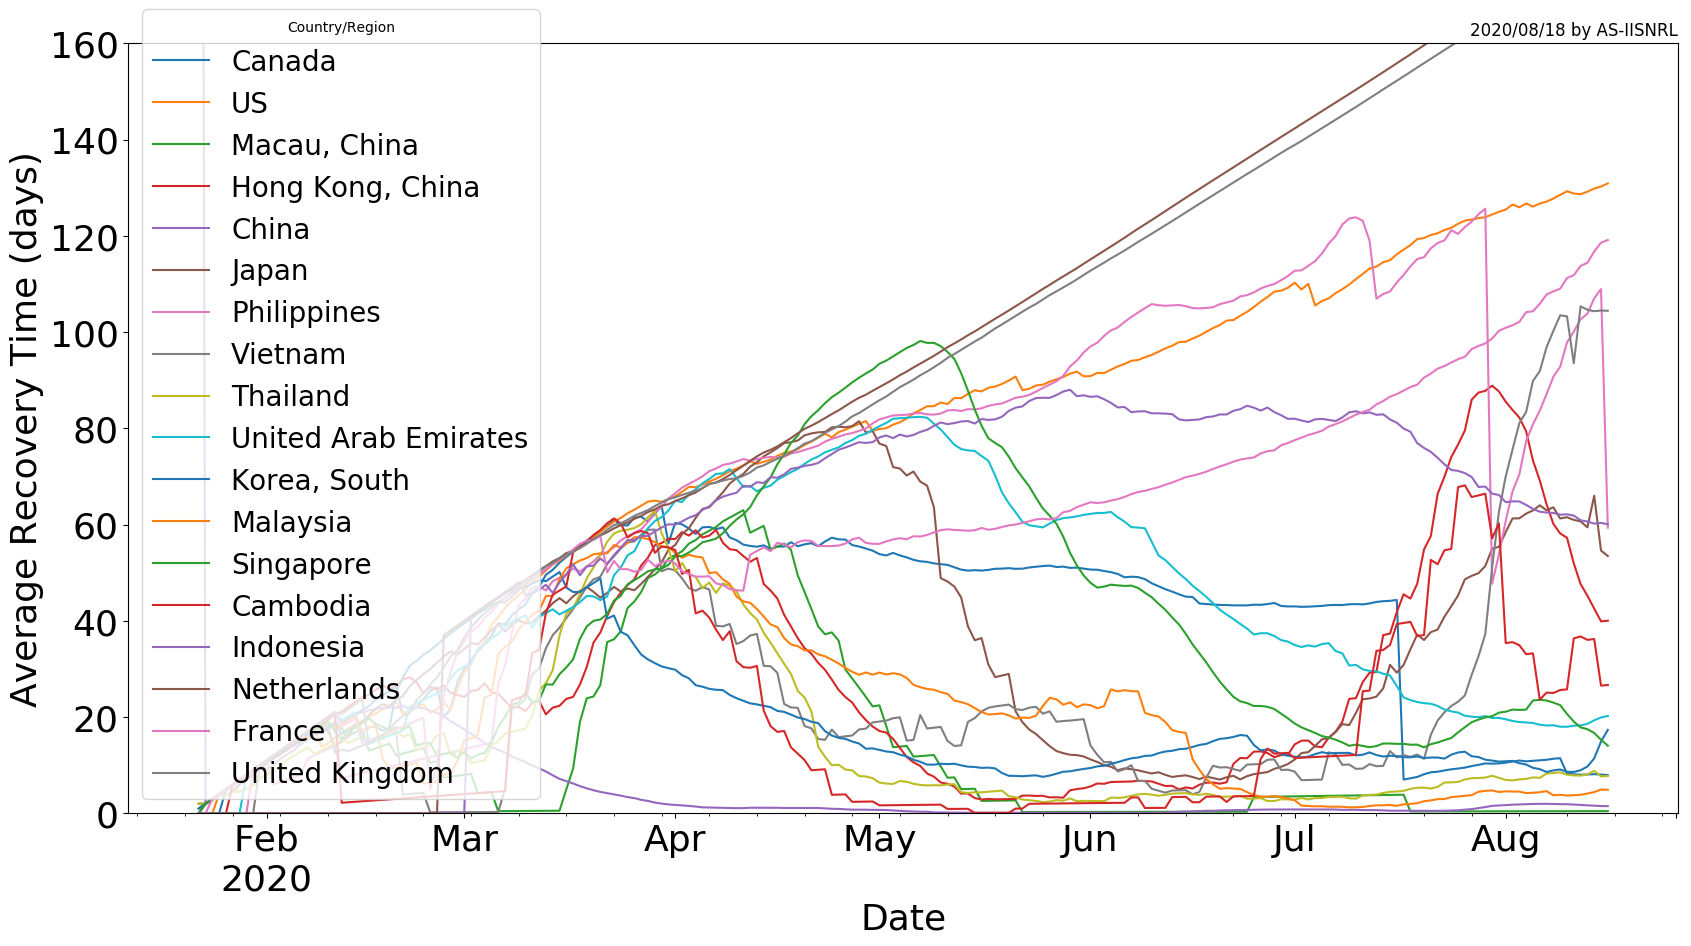 Country/Region
2020/08/18 by AS-IISNRL
Canada
US
Macau, China
Hong Kong, China
China
Japan
Philippines
Vietnam
Thailand
United Arab Emirates
Korea, South
Malaysia
Singapore
Cambodia
Indonesia
Netherlands
France
United Kingdom
Average Recovery Time (days)
160
140
120
100
80
60
40
20
0
Feb Mar Apr May Jun Jul Aug
2020
Date